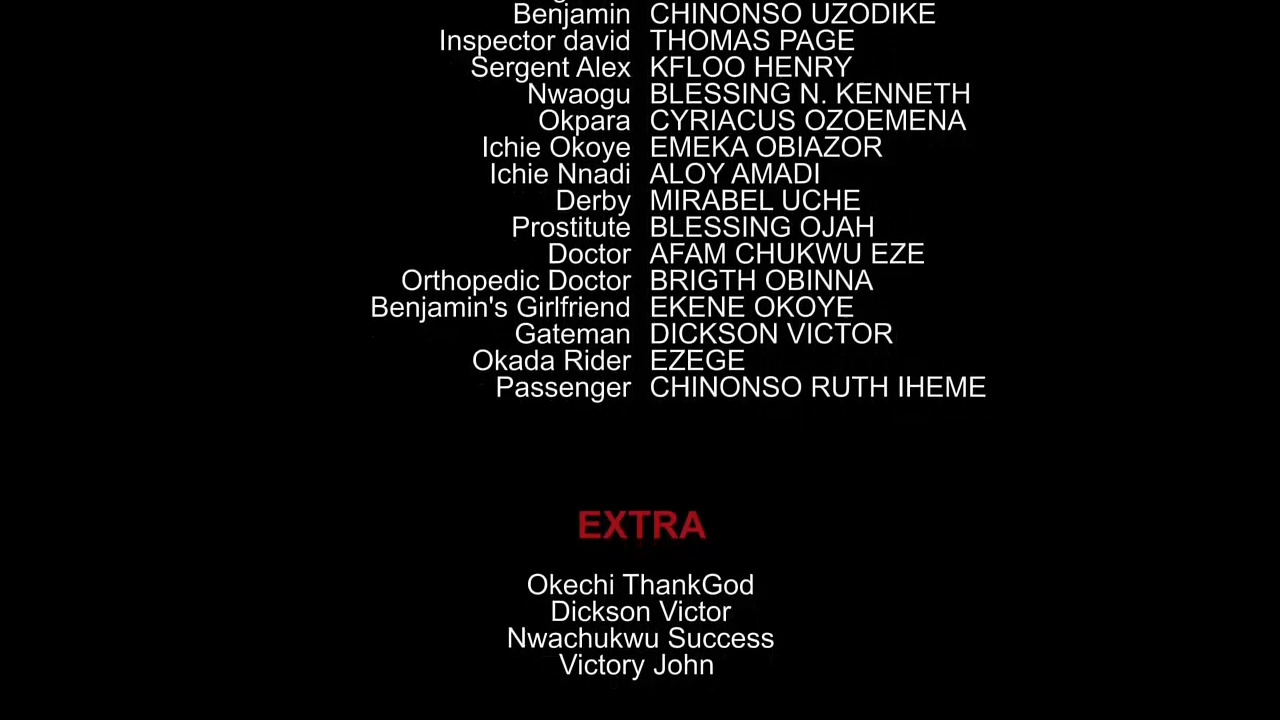 Benjamin CHINONSO UZODIKE
Inspector david THOMAS PAGE
Sergent Alex KFLOO HENRY
Nwaogu BLESSING N. KENNETH
Okpara CYRIACUS OZOEMENA
Ichie Okoye EMEKA OBIAZOR
Ichie Nnadi ALOY AMADI
Derby MIRABEL UCHE
Prostitute BLESSING OJAH
Doctor AFAM CHUKWU EZE
Orthopedic Doctor BRIGTH OBINNA
Benjamin's Girlfriend EKENE OKOYE
Gateman DICKSON VICTOR
Okada Rider EZEGE
Passenger CHINONSO RUTH IHEME
EXTRA
Okechi ThankGod
Dickson Victor
Nwachukwu Success
Victory John